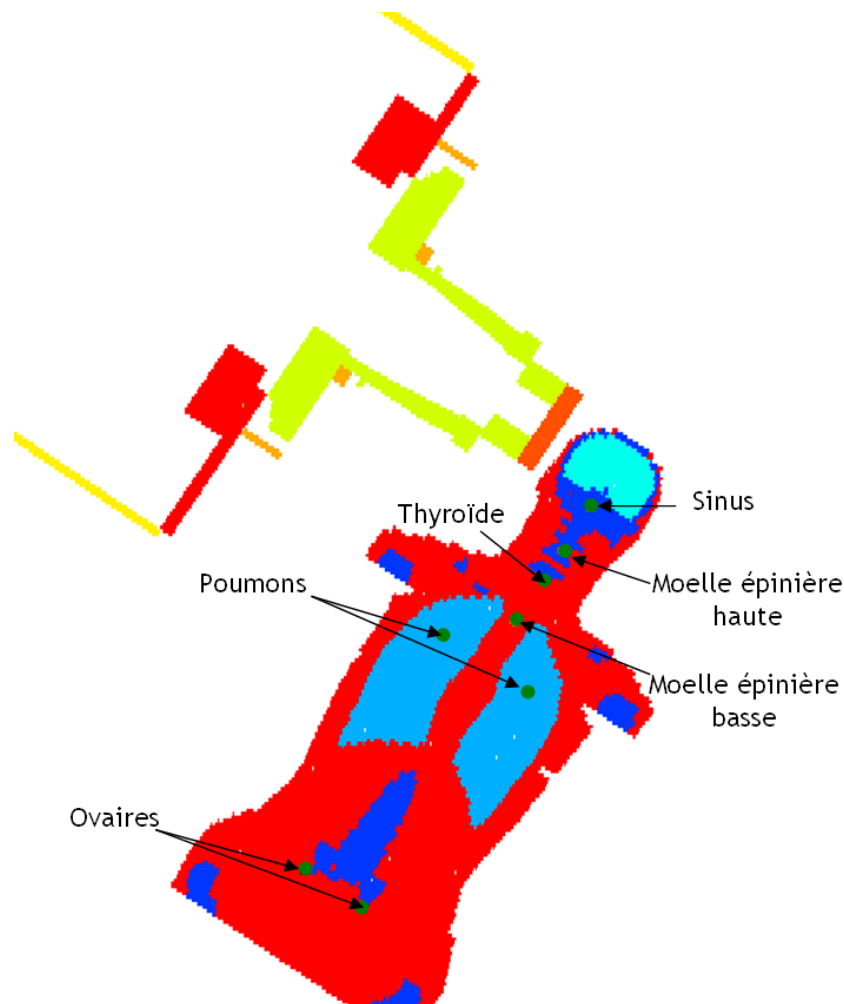 Sinus
Thyroïde
Poumons
Moelle épinière
haute
Moelle épinière
basse
Ovaires